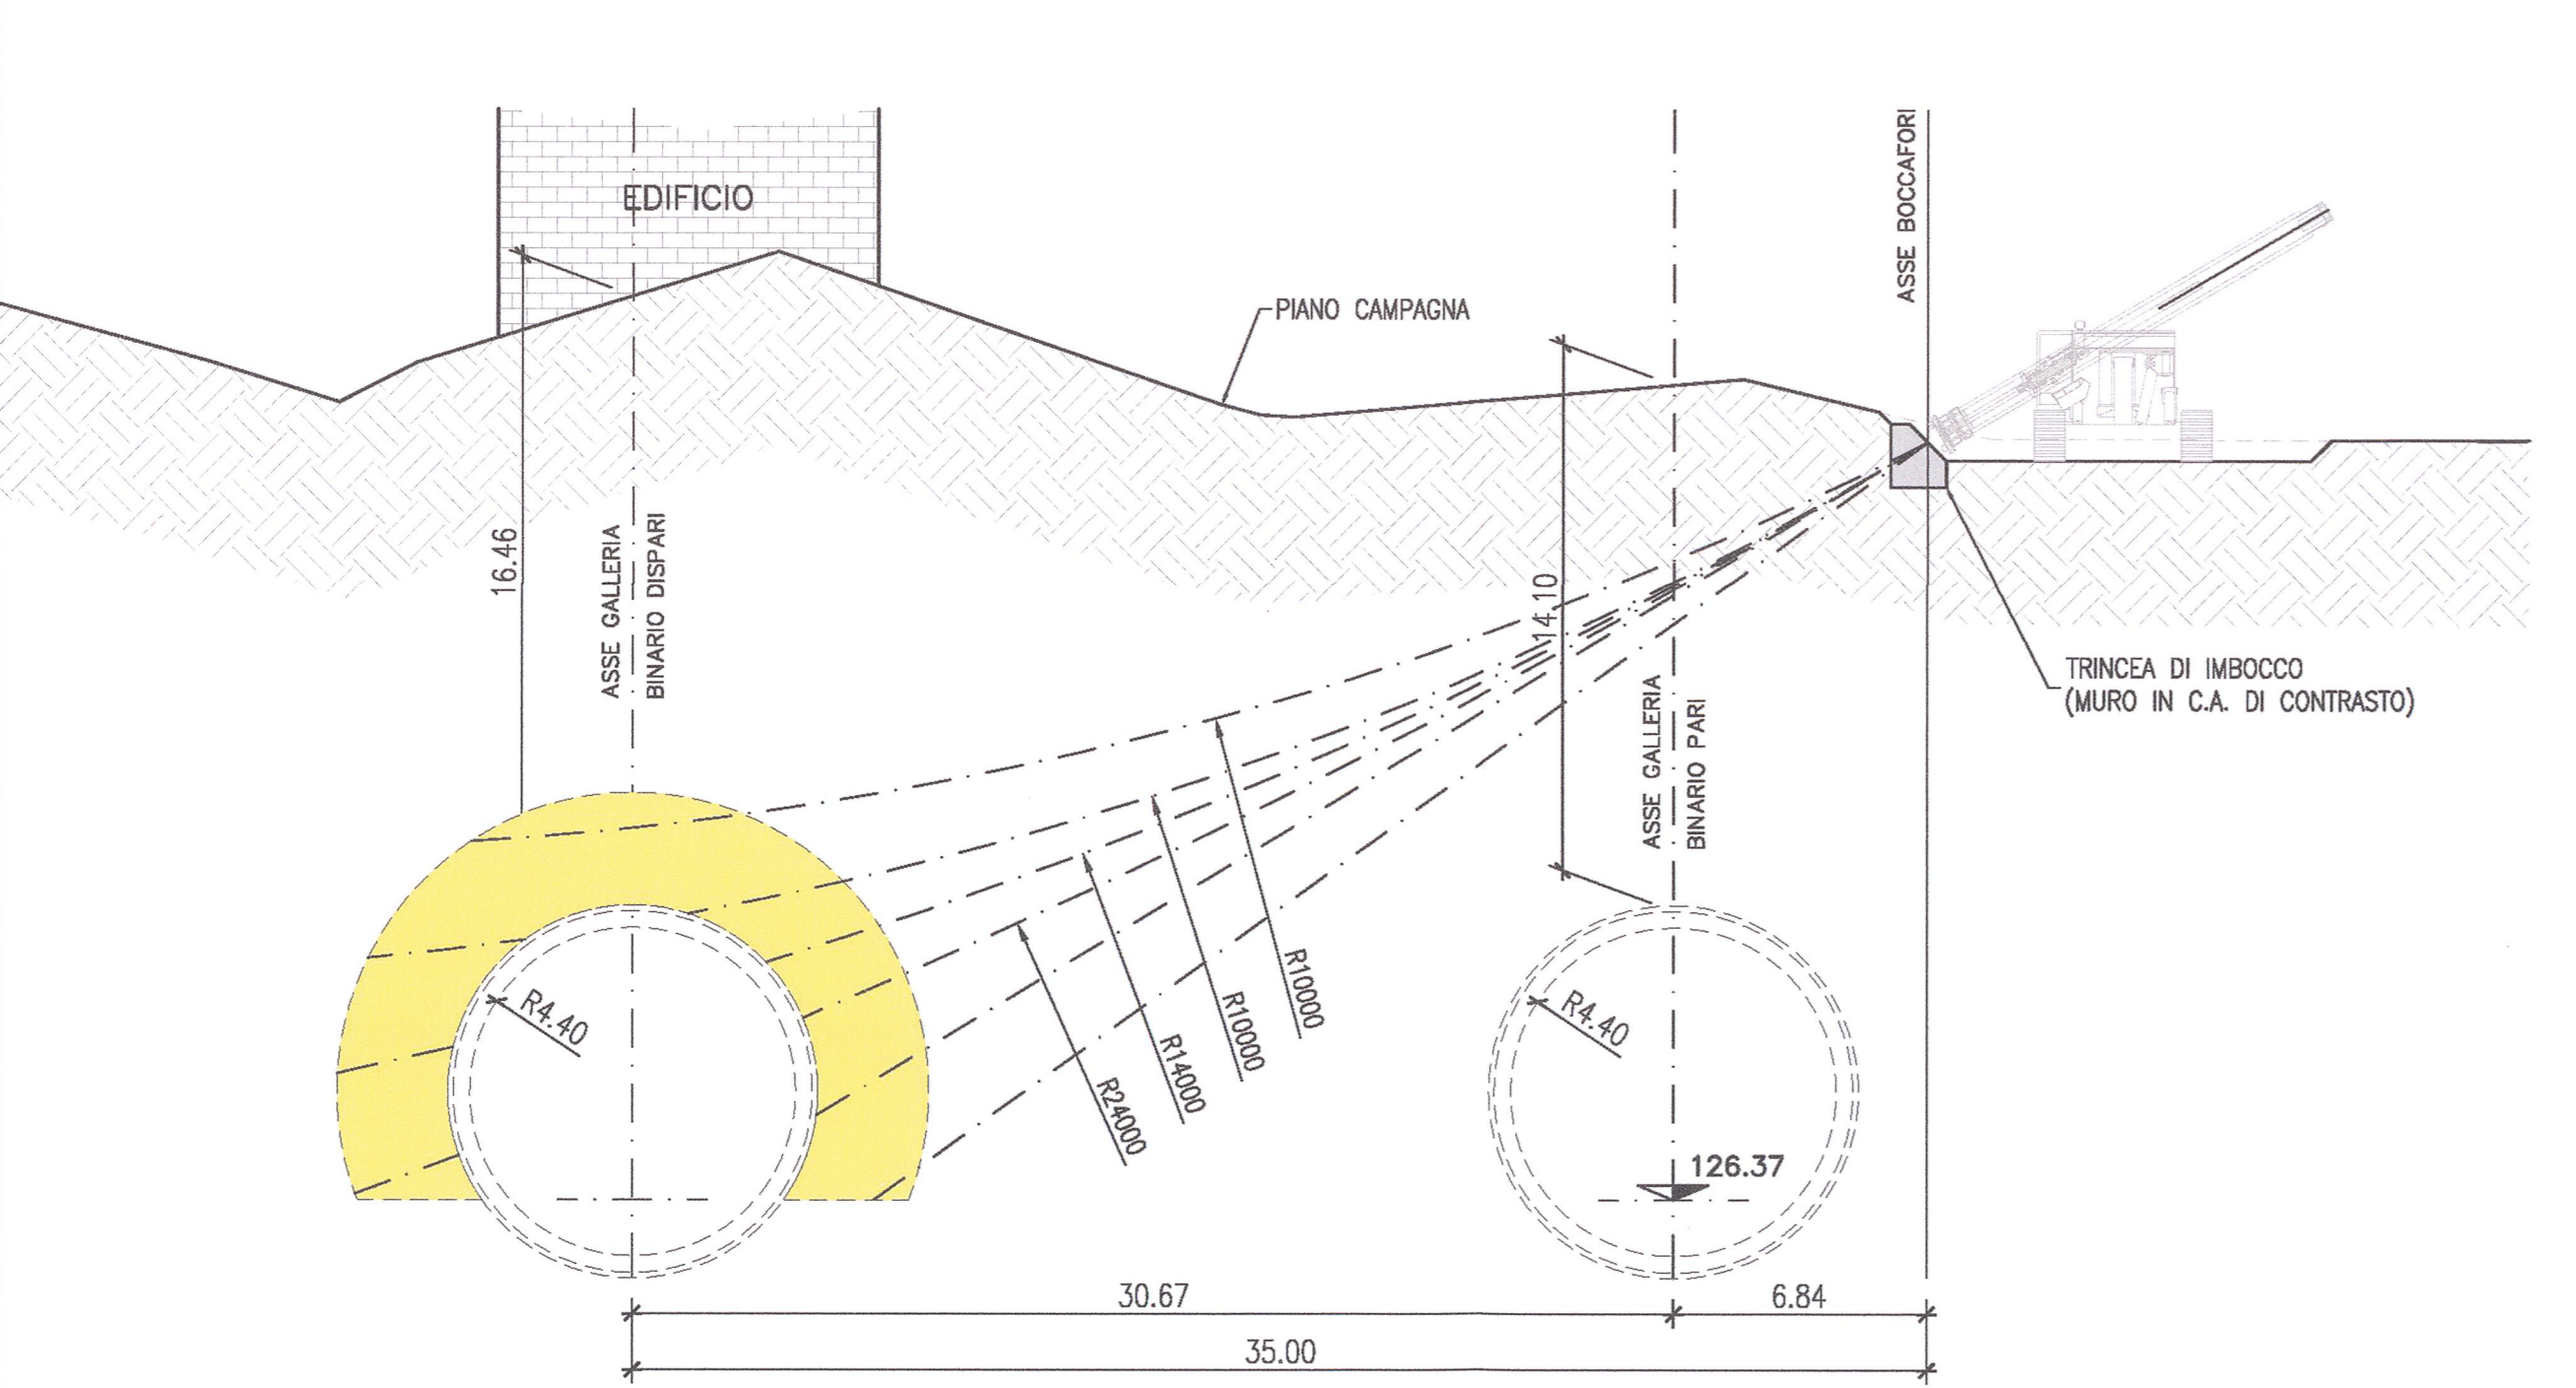 EDIFICIO
ASSE BOCCAFORI
PIANO CAMPAGNA
16.46
ASSE GALLERIA
BINARIO DISPARI
14.10
ASSE GALLERIA
BINARIO PARI
TRINCEA DI IMBOCCO
(MURO IN C.A. DI CONTRASTO)
R10000
R10000
R14000
R24000
R4.40
R4.40
126.37
30.67
6.84
35.00